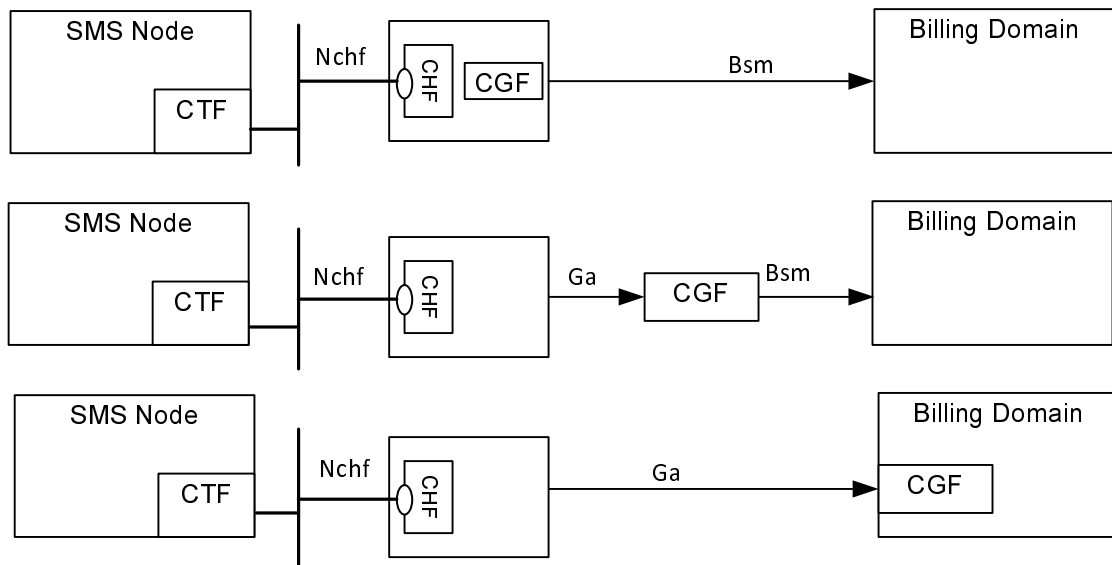 SMS Node
CTF
Nchf
CHF
CGF
Bsm
Billing Domain
SMS Node
CTF
Nchf
CHF
Ga
CGF
Bsm
Billing Domain
SMS Node
CTF
Nchf
CHF
Ga
Billing Domain
CGF